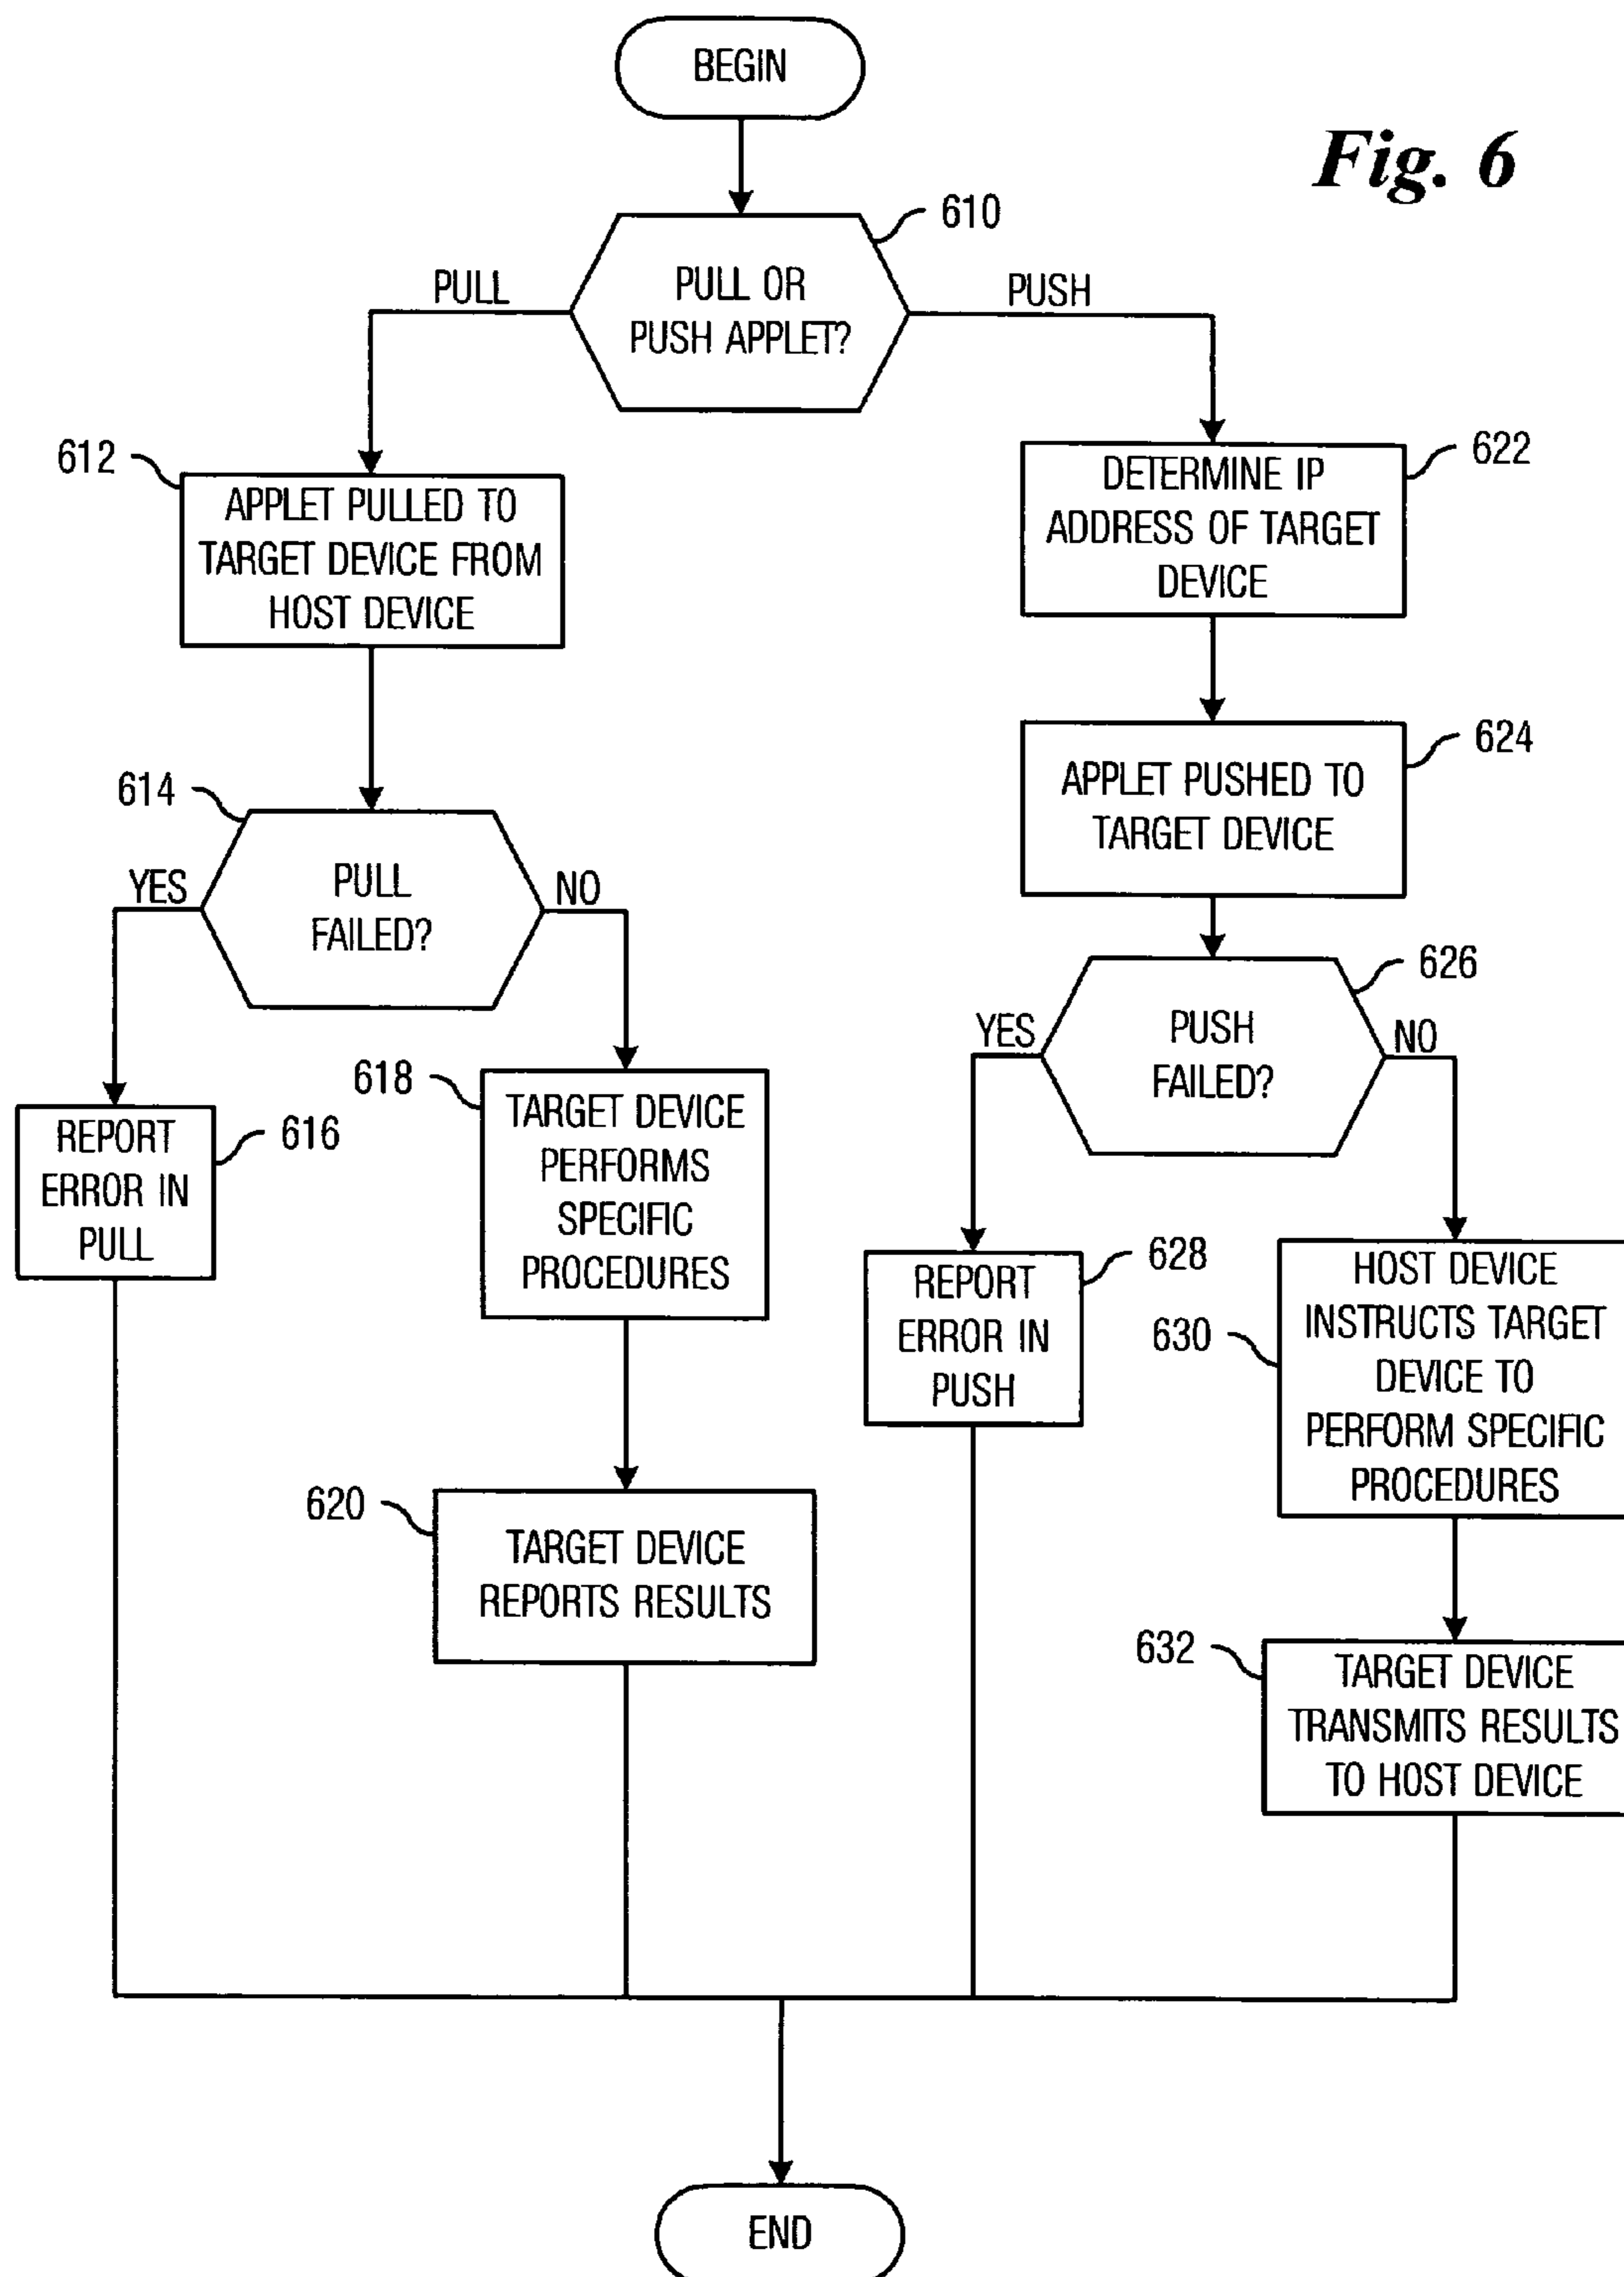 BEGIN
Fig. 6
610
PULL OR
PUSH APPLET?
PULL
PUSH
612
APPLET PULLED TO
TARGET DEVICE FROM
HOST DEVICE
622
DETERMINE IP
ADDRESS OF TARGET
DEVICE
624
APPLET PUSHED TO
TARGET DEVICE
614
PULL
FAILED?
YES
NO
626
PUSH
FAILED?
YES
NO
616
REPORT
ERROR IN
PULL
618
TARGET DEVICE
PERFORMS
SPECIFIC
PROCEDURES
628
REPORT
ERROR IN
PUSH
630
HOST DEVICE
INSTRUCTS TARGET
DEVICE TO
PERFORM SPECIFIC
PROCEDURES
620
TARGET DEVICE
REPORTS RESULTS
632
TARGET DEVICE
TRANSMITS RESULTS
TO HOST DEVICE
END